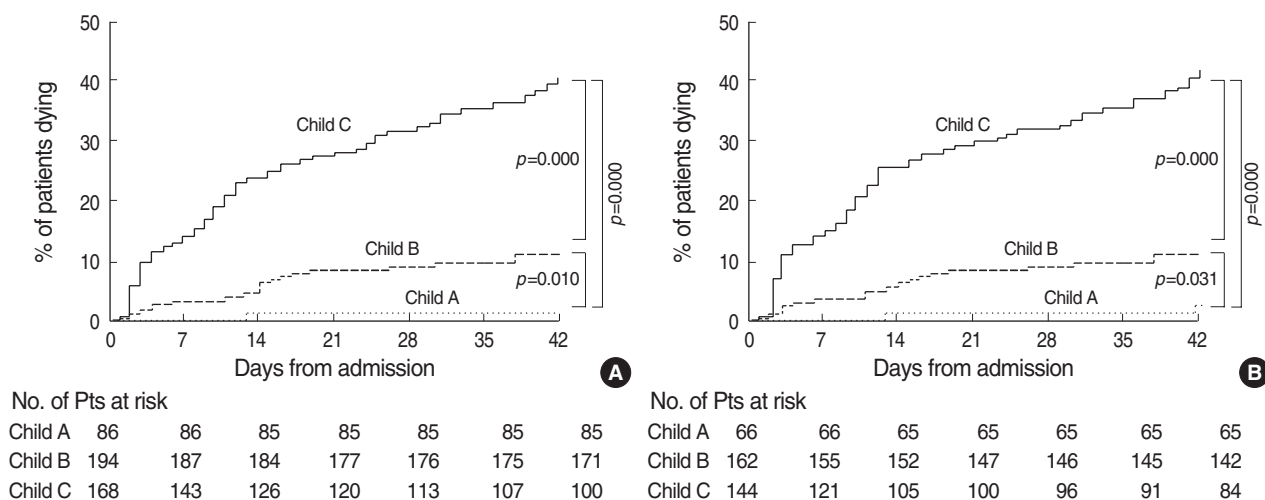 50
40
30
20
10
0
% of patients dying
Child C
Child B
Child A
p=0.000
p=0.010
p=0.000
0 7 14 21 28 35 42
Days from admission
A
No. of Pts at risk
Child A 86 86 85 85 85 85 85
Child B 194 187 184 177 176 175 171
Child C 168 143 126 120 113 107 100
50
40
30
20
10
0
% of patients dying
Child C
Child B
Child A
p=0.000
p=0.031
p=0.000
0 7 14 21 28 35 42
Days from admission
B
No. of Pts at risk
Child A 66 66 65 65 65 65 65
Child B 162 155 152 147 146 145 142
Child C 144 121 105 100 96 91 84